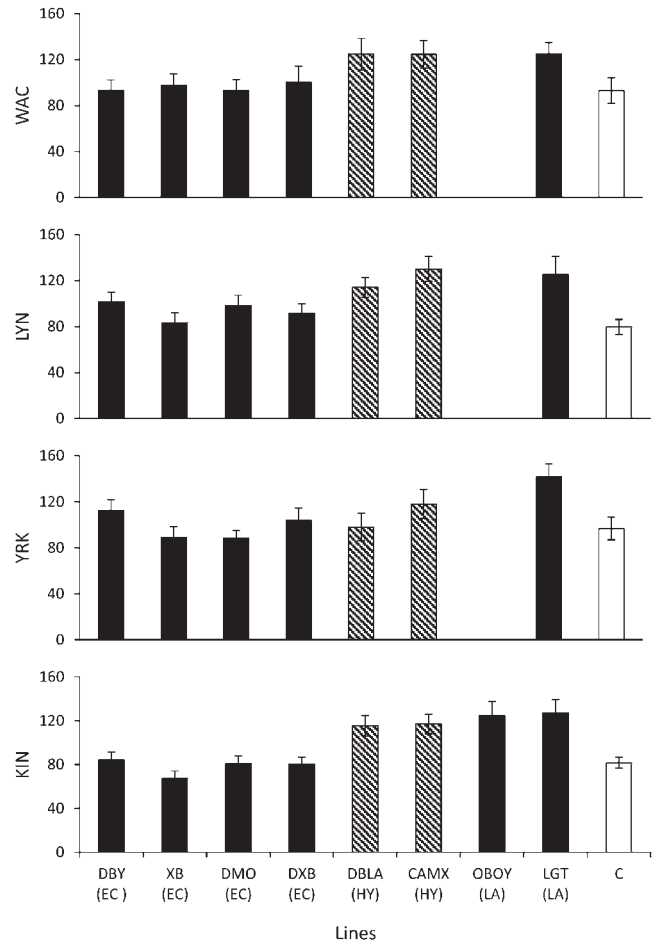 160
120
80
40
0
WAC
160
120
80
40
0
LYN
160
120
80
40
0
YRK
160
120
80
40
0
KIN
DBY XB DMO DXB DBLA CAMX OBOY LGT C
(EC ) (EC) (EC) (EC) (HY) (HY) (LA) (LA)
Lines